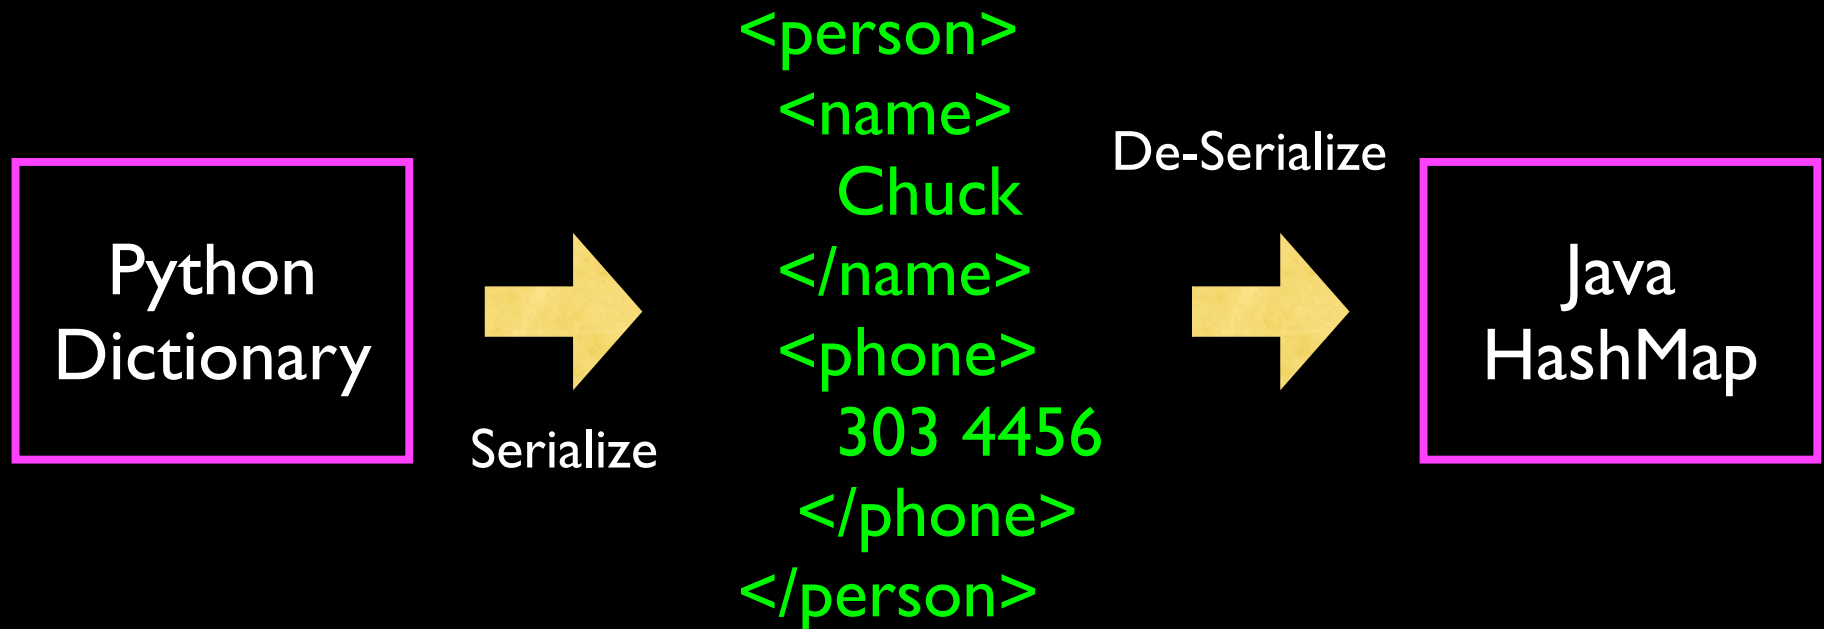 Python
Dictionary
Serialize
<person>
<name>
Chuck
</name>
<phone>
303 4456
</phone>
</person>
De-Serialize
Java
HashMap